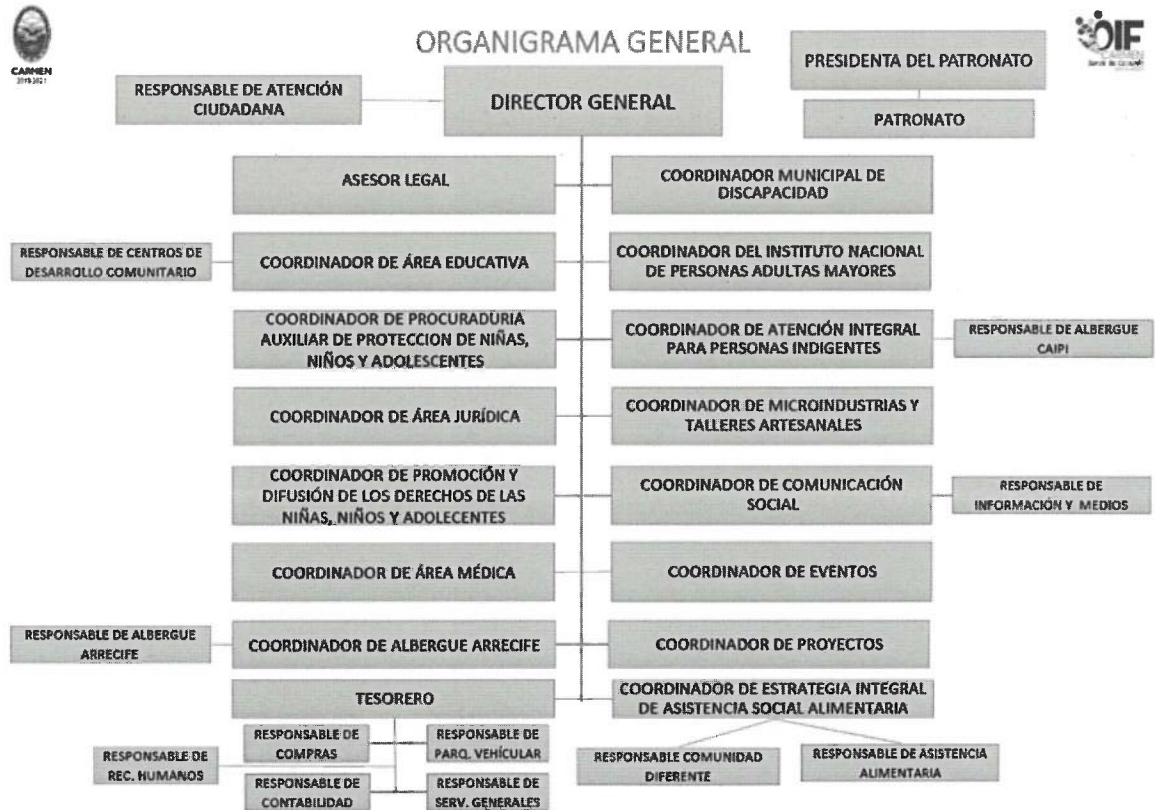 CARMEN
ORGANIGRAMA GENERAL
DIF
CARMEN
PRESIDENTA DEL PATRONATO
RESPONSABLE DE ATENCIÓN
CIUDADANA
DIRECTOR GENERAL
PATRONATO
ASESOR LEGAL
COORDINADOR MUNICIPAL DE
DISCAPACIDAD
RESPONSABLE DE CENTROS DE
DESARROLLO COMUNITARIO
COORDINADOR DE ÁREA EDUCATIVA
COORDINADOR DEL INSTITUTO NACIONAL
DE PERSONAS ADULTAS MAYORES
COORDINADOR DE PROCURADURIA
AUXILIAR DE PROTECCION DE NIÑAS,
NIÑOS Y ADOLESCENTES
COORDINADOR DE ATENCIÓN INTEGRAL
PARA PERSONAS INDIGENTES
RESPONSABLE DE ALBERGUE
CAIPI
COORDINADOR DE ÁREA JURÍDICA
COORDINADOR DE MICROINDUSTRIAS Y
TALLERES ARTESANALES
COORDINADOR DE PROMOCIÓN Y
DIFUSIÓN DE LOS DERECHOS DE LAS
NIÑAS, NIÑOS Y ADOLECENTES
COORDINADOR DE COMUNICACIÓN
SOCIAL
RESPONSABLE DE
INFORMACIÓN Y MEDIOS
COORDINADOR DE ÁREA MÉDICA
COORDINADOR DE EVENTOS
RESPONSABLE DE ALBERGUE
ARRECIFE
COORDINADOR DE ALBERGUE ARRECIFE
COORDINADOR DE PROYECTOS
TESORERO
COORDINADOR DE ESTRATEGIA INTEGRAL
DE ASISTENCIA SOCIAL ALIMENTARIA
RESPONSABLE DE
COMPRAS
RESPONSABLE DE
PARQ. VEHÍCULAR
RESPONSABLE DE
REC. HUMANOS
RESPONSABLE DE
CONTABILIDAD
RESPONSABLE DE
SERV. GENERALES
RESPONSABLE COMUNIDAD
DIFERENTE
RESPONSABLE DE ASISTENCIA
ALIMENTARIA